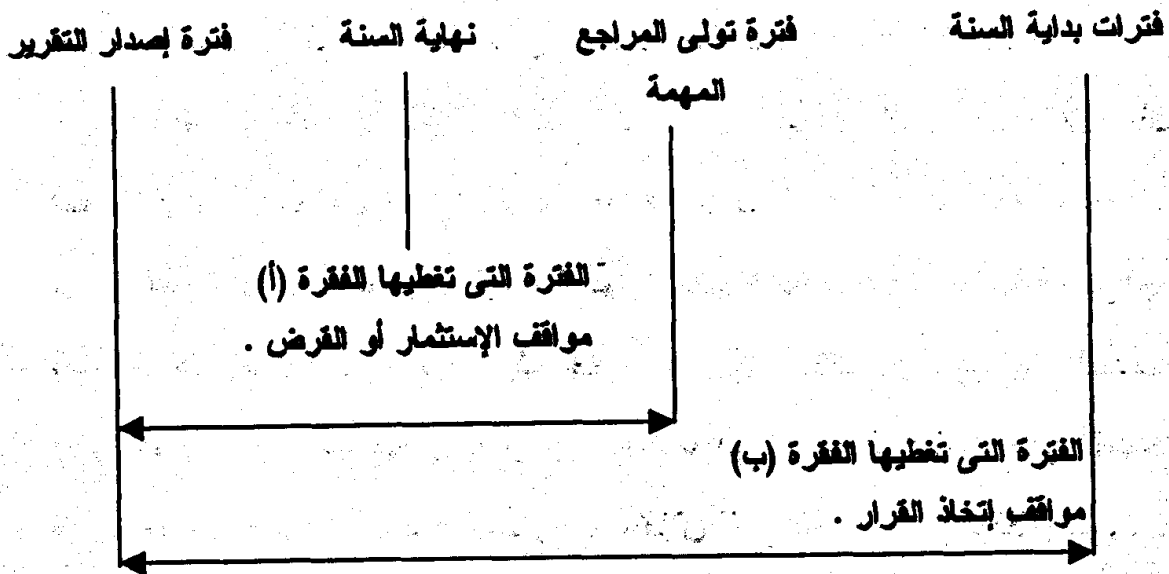 فترات بداية السنة
فترة تولى المراجع
المهمة
نهاية السنة
فترة إصدار التقرير
الفترة التى تغطيها الفقرة (أ)
مواقف الإستثمار أو القرض .
الفترة التى تغطيها الفقرة (ب)
مواقف إتخاذ القرار .